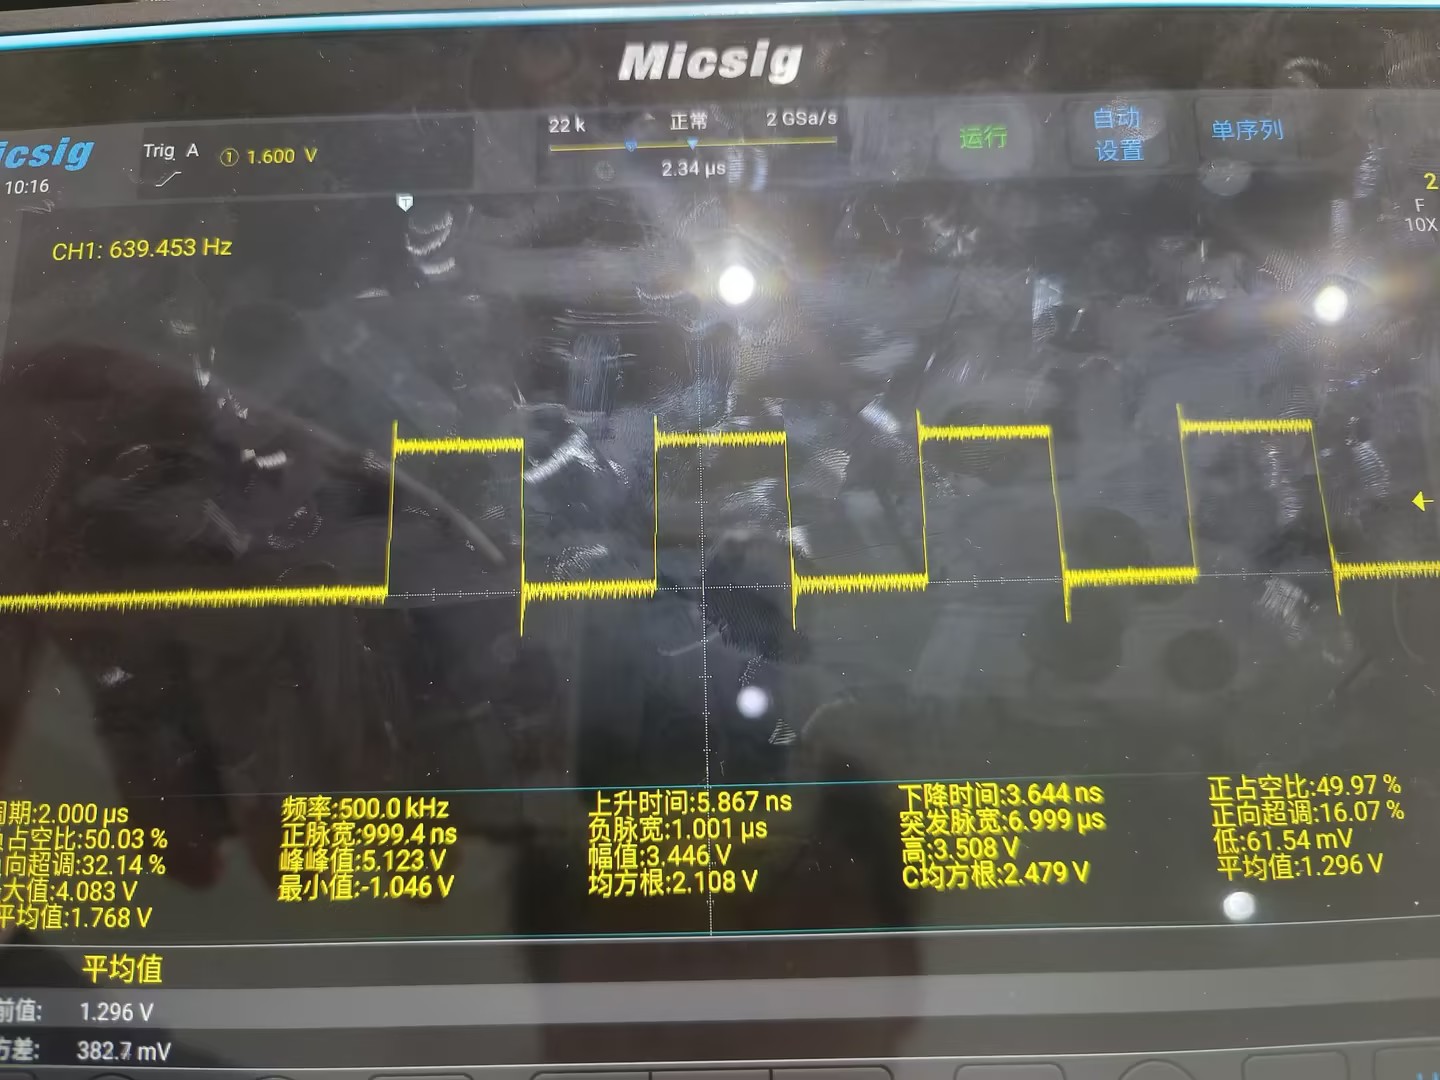 Micsig
icsig
10:16
Trig A
① 1.600 V
22 k 正常 2 GSa/s
2.34 µs
T
运行
自动
设置
单序列
2
F
10X
CH1: 639.453 Hz
期:2.000 µs 频率:500.0 kHz 上升时间:5.867 ns 下降时间:3.644 ns 正占空比:49.97 %
占空比:50.03 % 正脉宽:999.4 ns 负脉宽:1.001 µs 突发脉宽:6.999 µs 正向超调:16.07 %
向超调:32.14 % 峰峰值:5.123 V 幅值:3.446 V 高:3.508 V 低:61.54 mV
大值:4.083 V 最小值:-1.046 V 均方根:2.108 V C均方根:2.479 V 平均值:1.296 V
平均值:1.768 V
平均值
前值: 1.296 V
方差: 382.7 mV